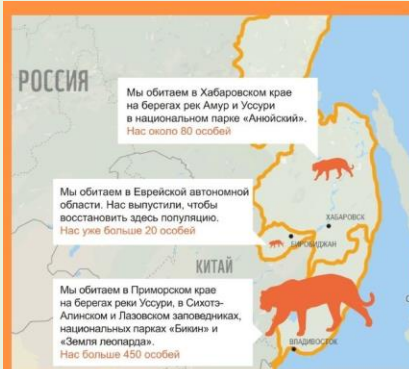 РОССИЯ
Мы обитаем в Хабаровском крае
на берегах рек Амур и Уссури
в национальном парке «Анюйский».
Нас около 80 особей
Мы обитаем в Еврейской автономной
области. Нас выпустили, чтобы
восстановить здесь популяцию.
Нас уже больше 20 особей
ХАБАРОВСК
БИРОБИДЖАН
КИТАЙ
Мы обитаем в Приморском крае
на берегах реки Уссури, в Сихотэ-
Алинском и Лазовском заповедниках,
национальных парках «Бикин» и
«Земля леопарда».
Нас больше 450 особей
ВЛАДИВОСТОК